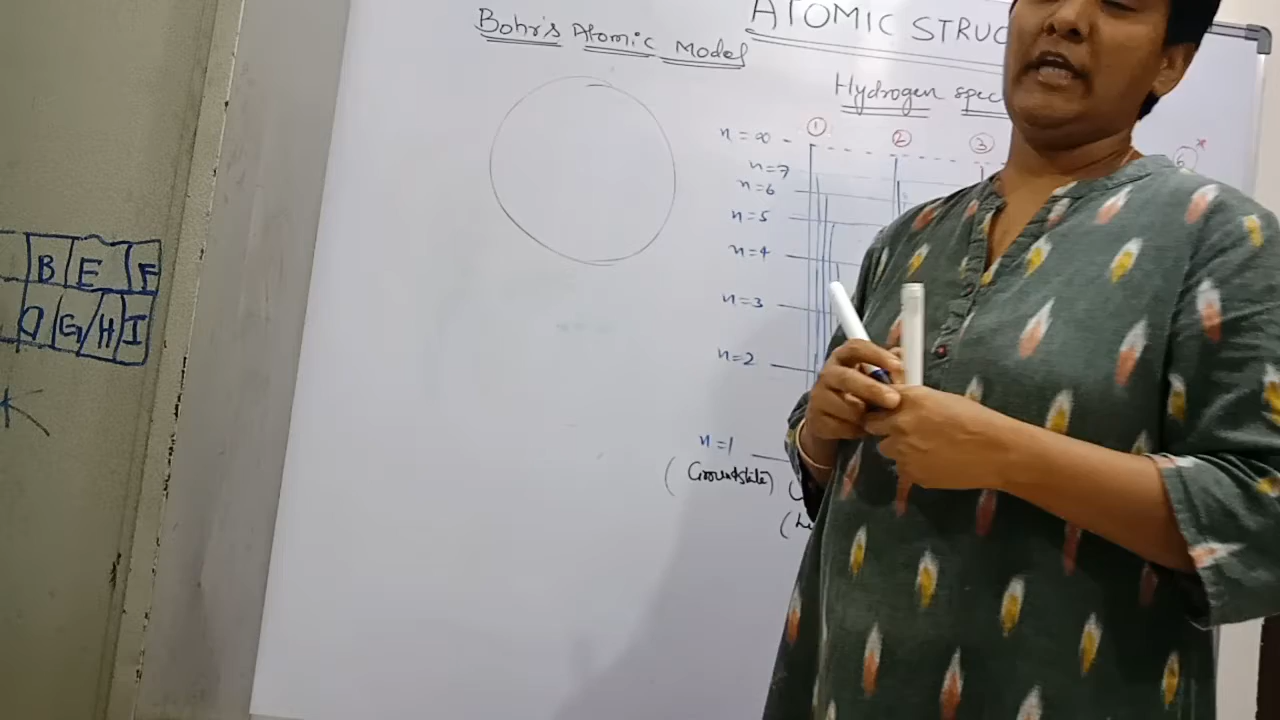 Bohr's Atomic Model
ATOMIC STRUC
Hydrogen spec
1 2 3 6
n = ∞
n=7
n=6
n=5
n=4
n=3
n=2
n=1
(Groundstate)
B E F
G H I
K